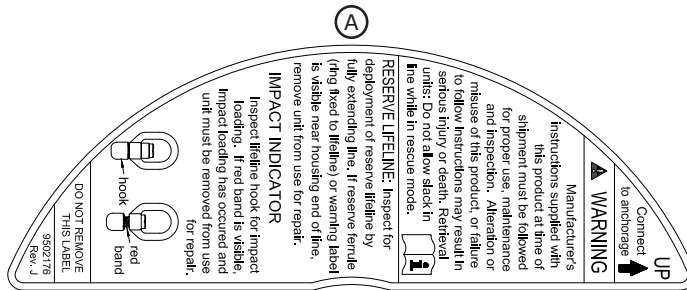 A
UP
Connect
to anchorage
WARNING
Manufacturer's
instructions supplied with
this product at time of
shipment must be followed
for proper use, maintenance
and inspection. Alteration or
misuse of this product, or failure
to follow instructions may result in
serious injury or death. Retrieval
units: Do not allow slack in
line while in rescue mode.
RESERVE LIFELINE: Inspect for
deployment of reserve lifeline by
fully extending line. If reserve ferrule
(ring fixed to lifeline) or warning label
is visible near housing end of line,
remove unit from use for repair.
IMPACT INDICATOR
Inspect lifeline hook for impact
loading. If red band is visible,
impact loading has occured and
unit must be removed from use
for repair.
hook
red
band
DO NOT REMOVE
THIS LABEL
9502176
Rev. J